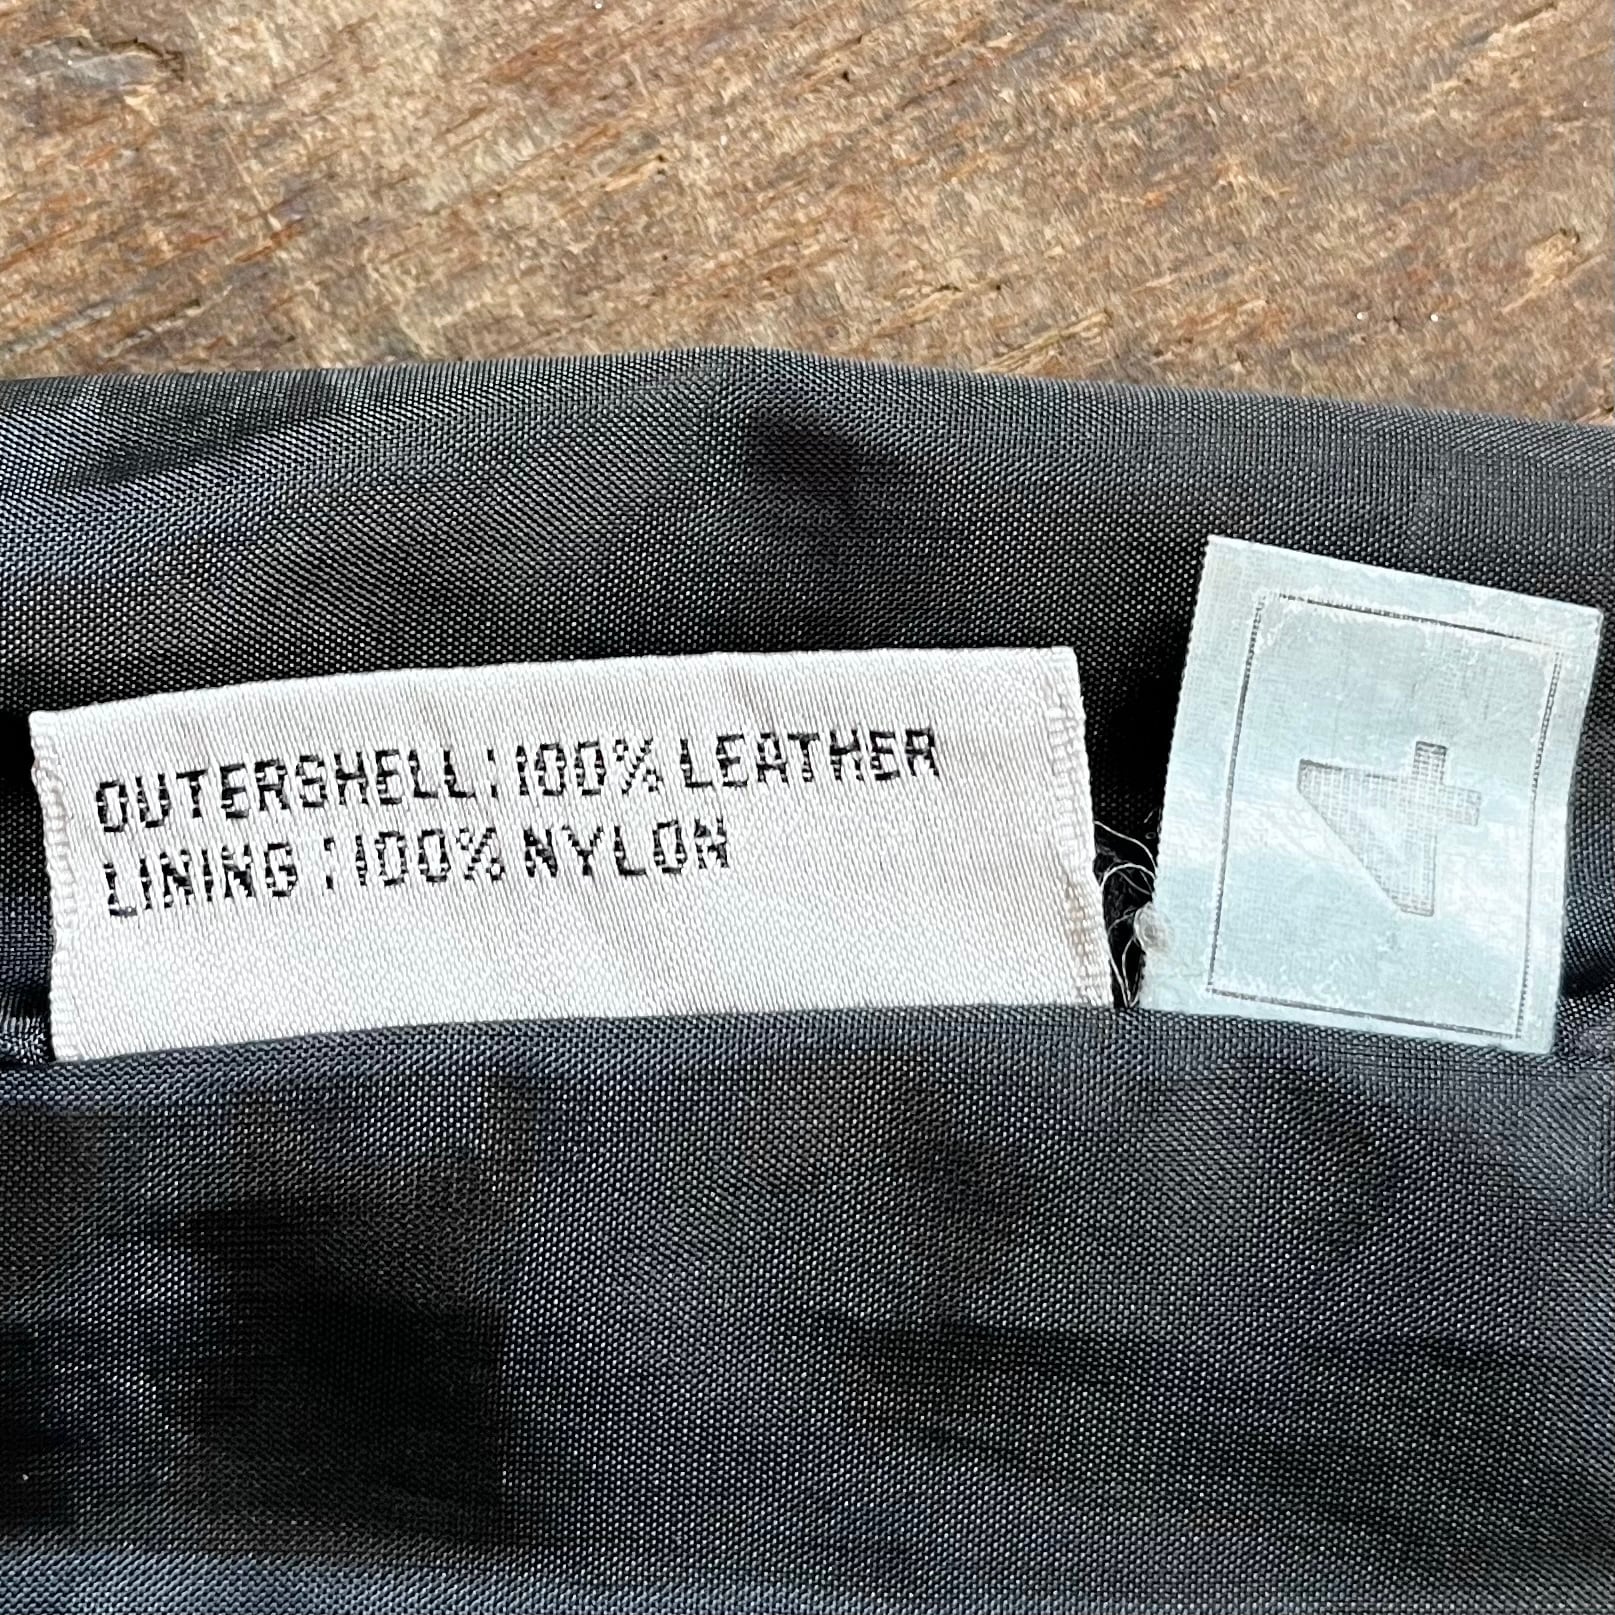 OUTERSHELL:100% LEATHER
LINING :100% NYLON
4